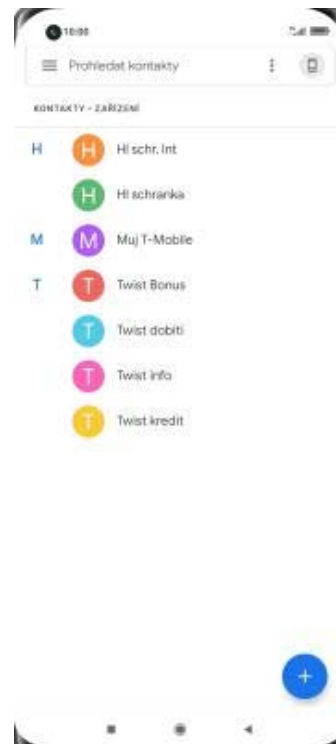 10:00
Prohledat kontakty
KONTAKTY – ZAŘÍZENÍ
H
H
Hl schr. Int
H
Hl schranka
M
M
Muj T-Mobile
T
T
Twist Bonus
T
Twist dobiti
T
Twist info
T
Twist kredit